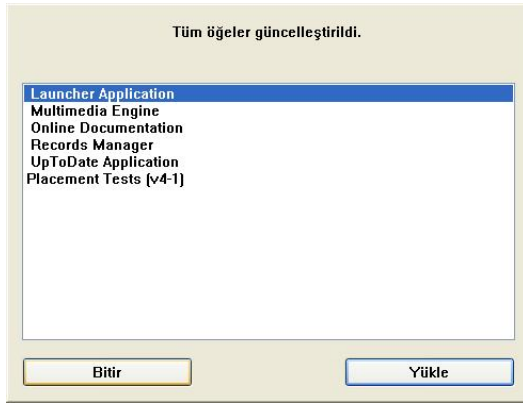 Tüm öğeler güncelleştirildi.
Launcher Application
Multimedia Engine
Online Documentation
Records Manager
UpToDate Application
Placement Tests (v4-1)
Bitir
Yükle